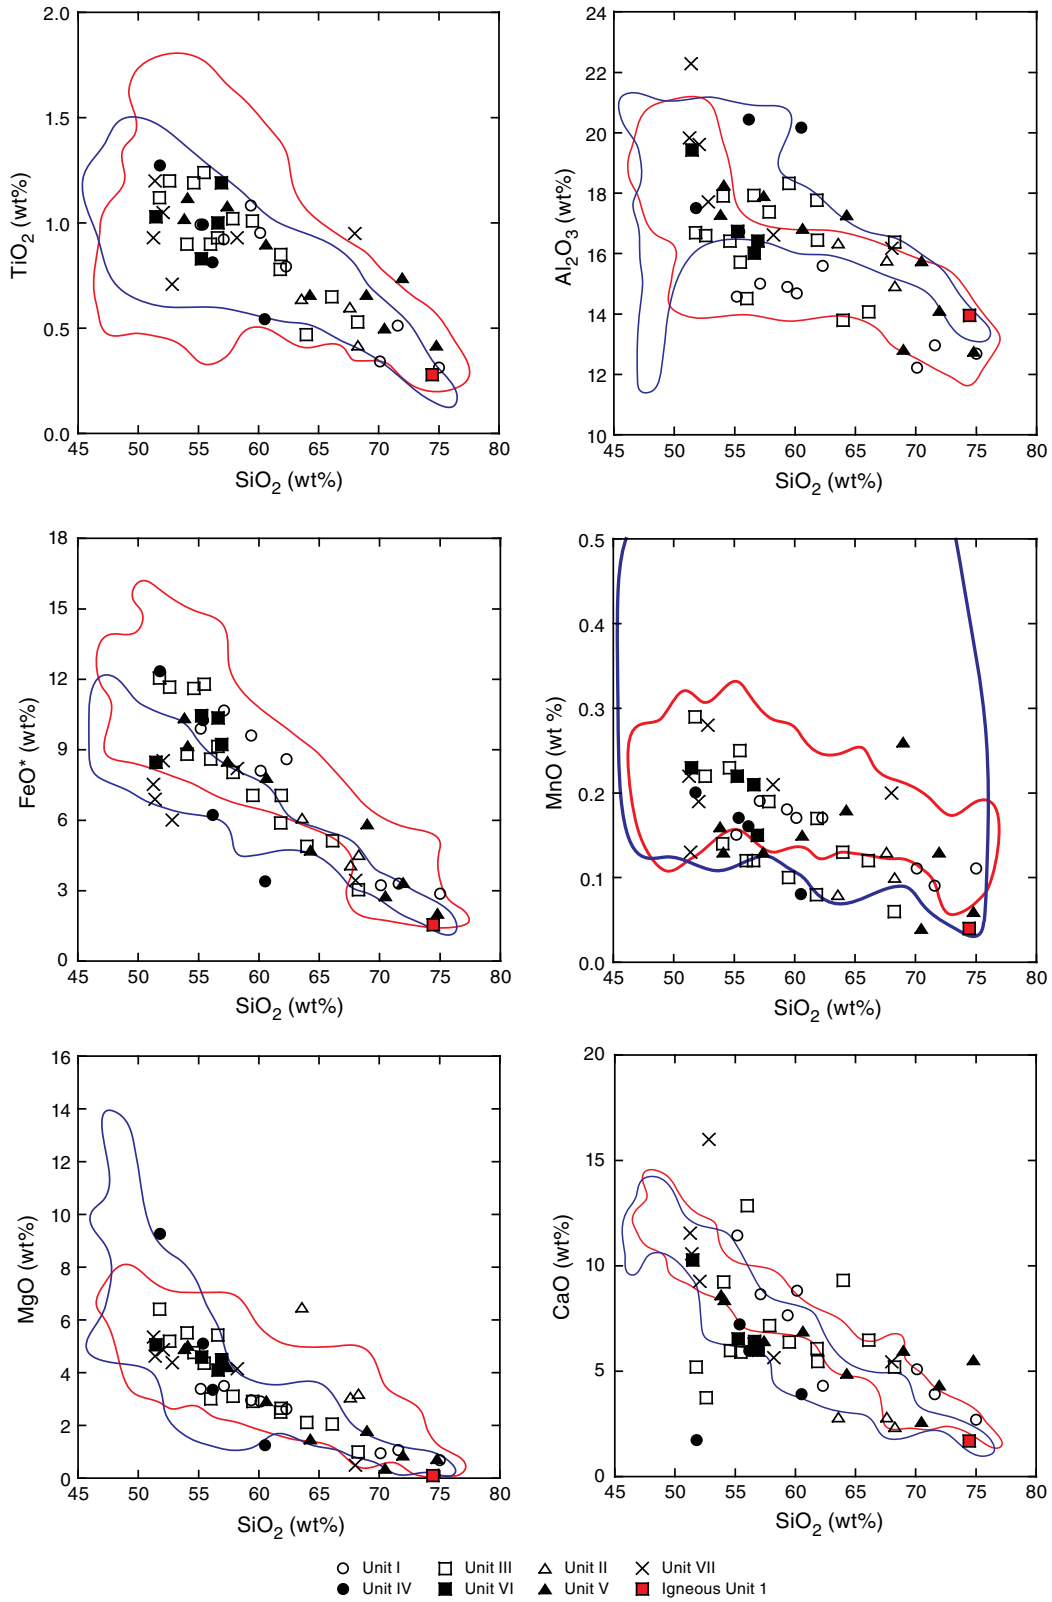 2.0
1.5
1.0
0.5
0.0
TiO2 (wt%)
45 50 55 60 65 70 75 80
SiO2 (wt%)
24
22
20
18
16
14
12
10
Al2O3 (wt%)
45 50 55 60 65 70 75 80
SiO2 (wt%)
18
15
12
9
6
3
0
FeO* (wt%)
45 50 55 60 65 70 75 80
SiO2 (wt%)
0.5
0.4
0.3
0.2
0.1
0.0
MnO (wt %)
45 50 55 60 65 70 75 80
SiO2 (wt%)
16
14
12
10
8
6
4
2
0
MgO (wt%)
45 50 55 60 65 70 75 80
SiO2 (wt%)
20
15
10
5
0
CaO (wt%)
45 50 55 60 65 70 75 80
SiO2 (wt%)
Unit I Unit III Unit II Unit VII
Unit IV Unit VI Unit V Igneous Unit 1